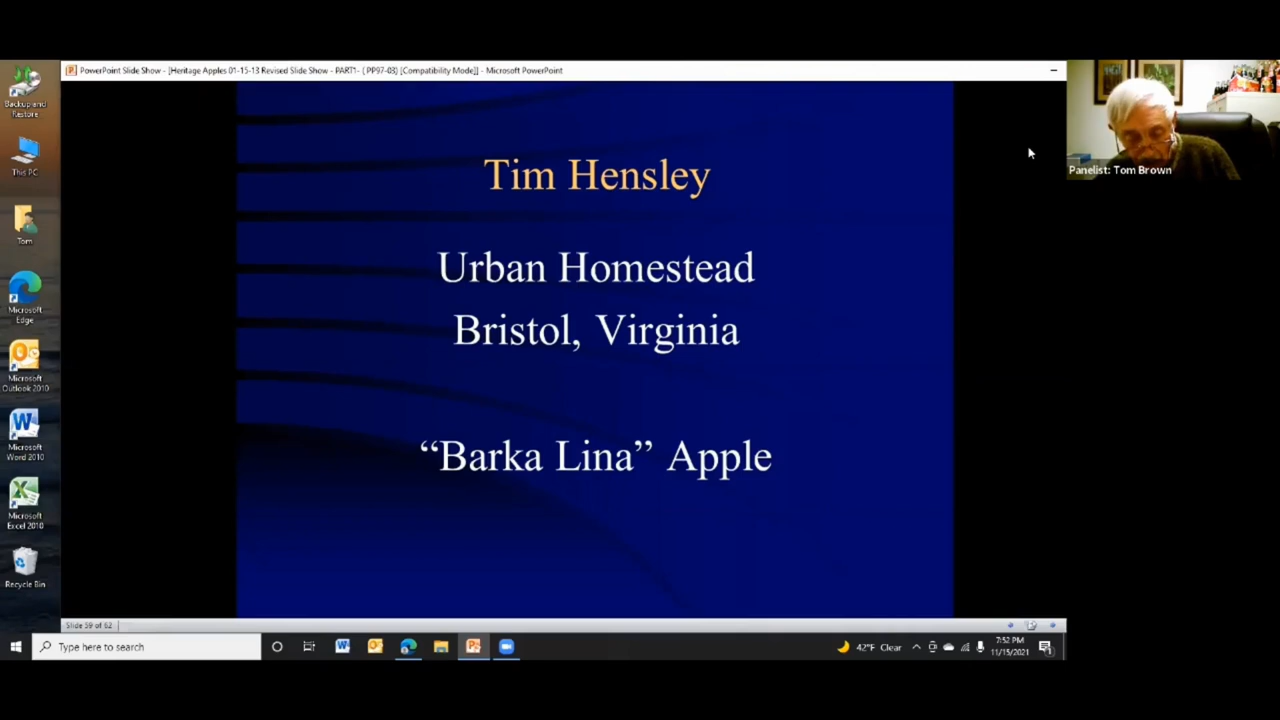 PowerPoint Slide Show - [Heritage Apples 01-15-13 Revised Slide Show - PART1- ( PP97-03) [Compatibility Mode]] - Microsoft PowerPoint
Backup and
Restore
This PC
Tom
Microsoft
Edge
Microsoft
Outlook 2010
Microsoft
Word 2010
Microsoft
Excel 2010
Recycle Bin
Tim Hensley
Urban Homestead
Bristol, Virginia
“Barka Lina” Apple
Panelist: Tom Brown
Slide 59 of 62
Type here to search
42°F Clear
7:52 PM
11/15/2021